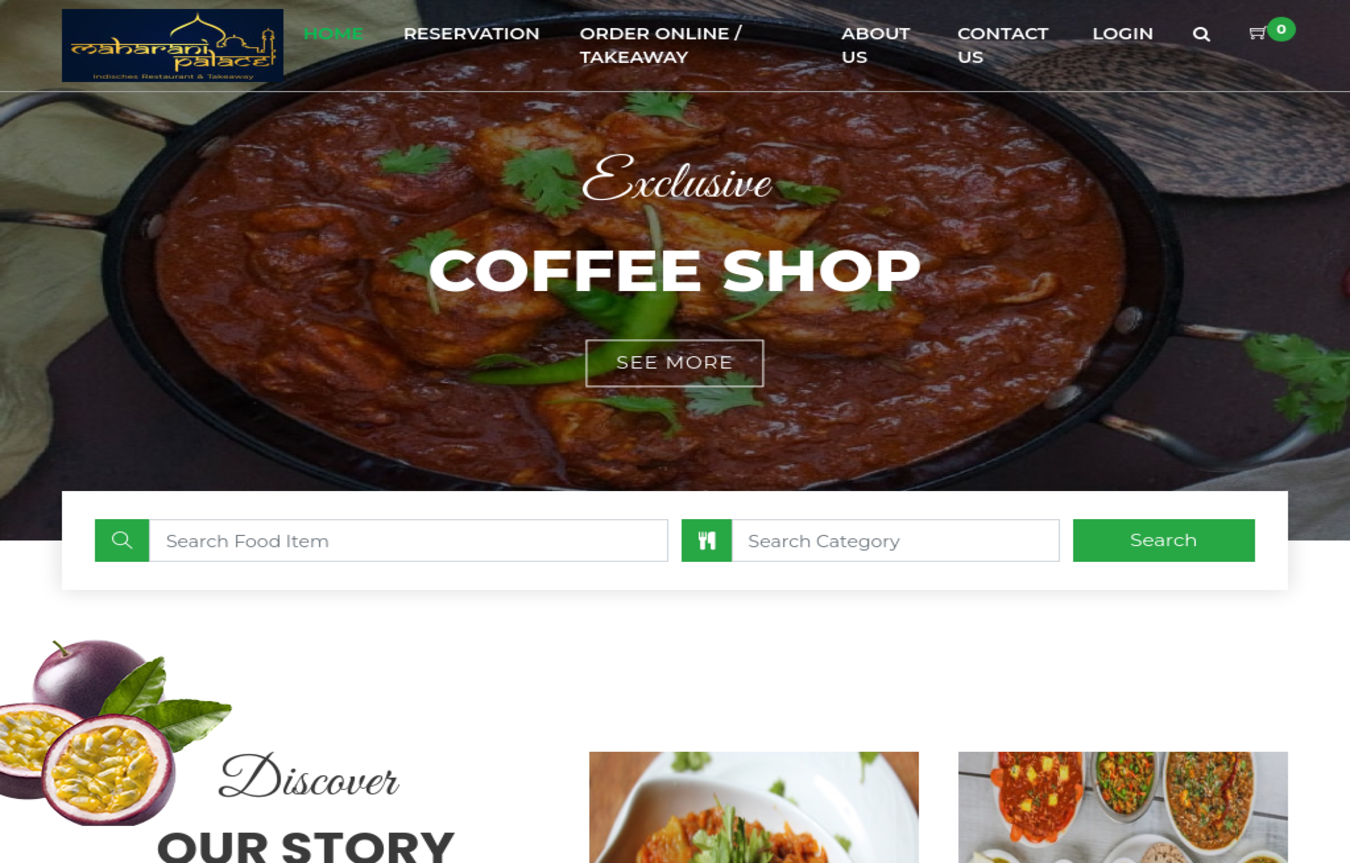 maharani
palace
Indisches Restaurant & Takeaway
HOME
RESERVATION
ORDER ONLINE /
TAKEAWAY
ABOUT
US
CONTACT
US
LOGIN
0
Exclusive
COFFEE SHOP
SEE MORE
Search Food Item
Search Category
Search
Discover
OUR STORY